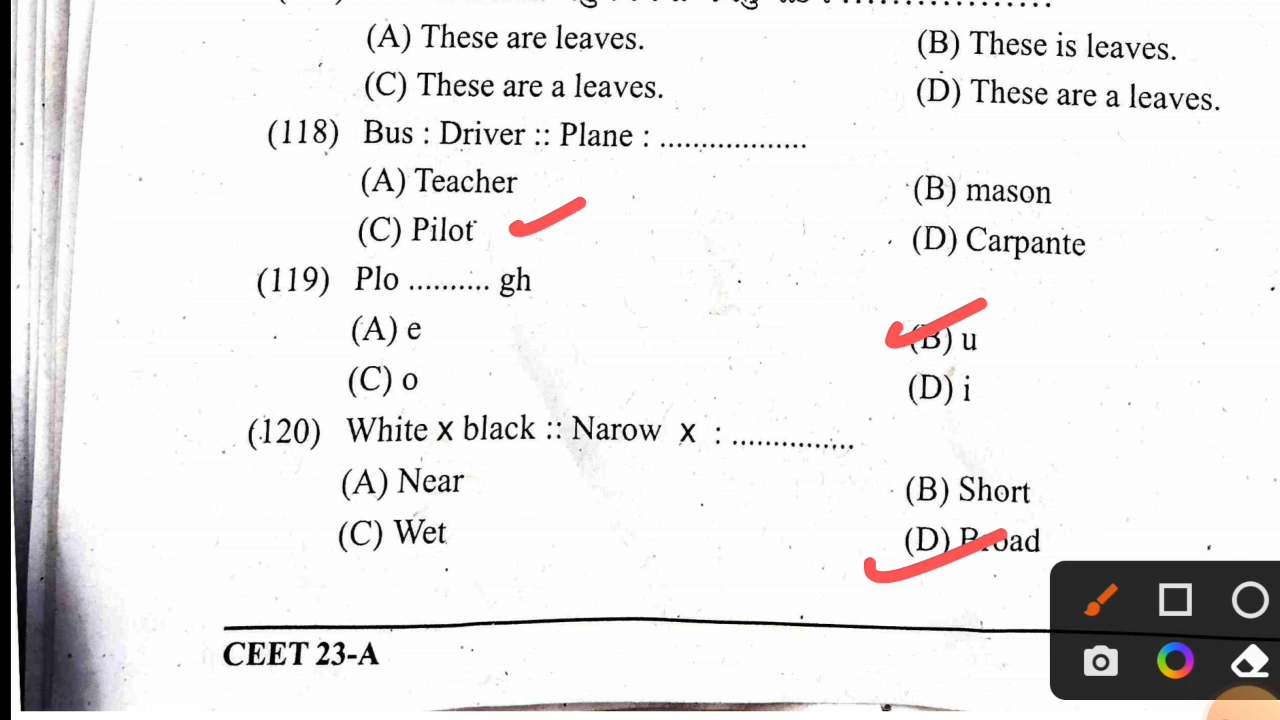 (A) These are leaves. (B) These is leaves.
(C) These are a leaves. (D) These are a leaves.
(118) Bus : Driver :: Plane : ..................
(A) Teacher (B) mason
(C) Pilot (D) Carpante
(119) Plo .......... gh
(A) e (B) u
(C) o (D) i
(120) White x black :: Narow x : ...............
(A) Near (B) Short
(C) Wet (D) Broad
CEET 23-A